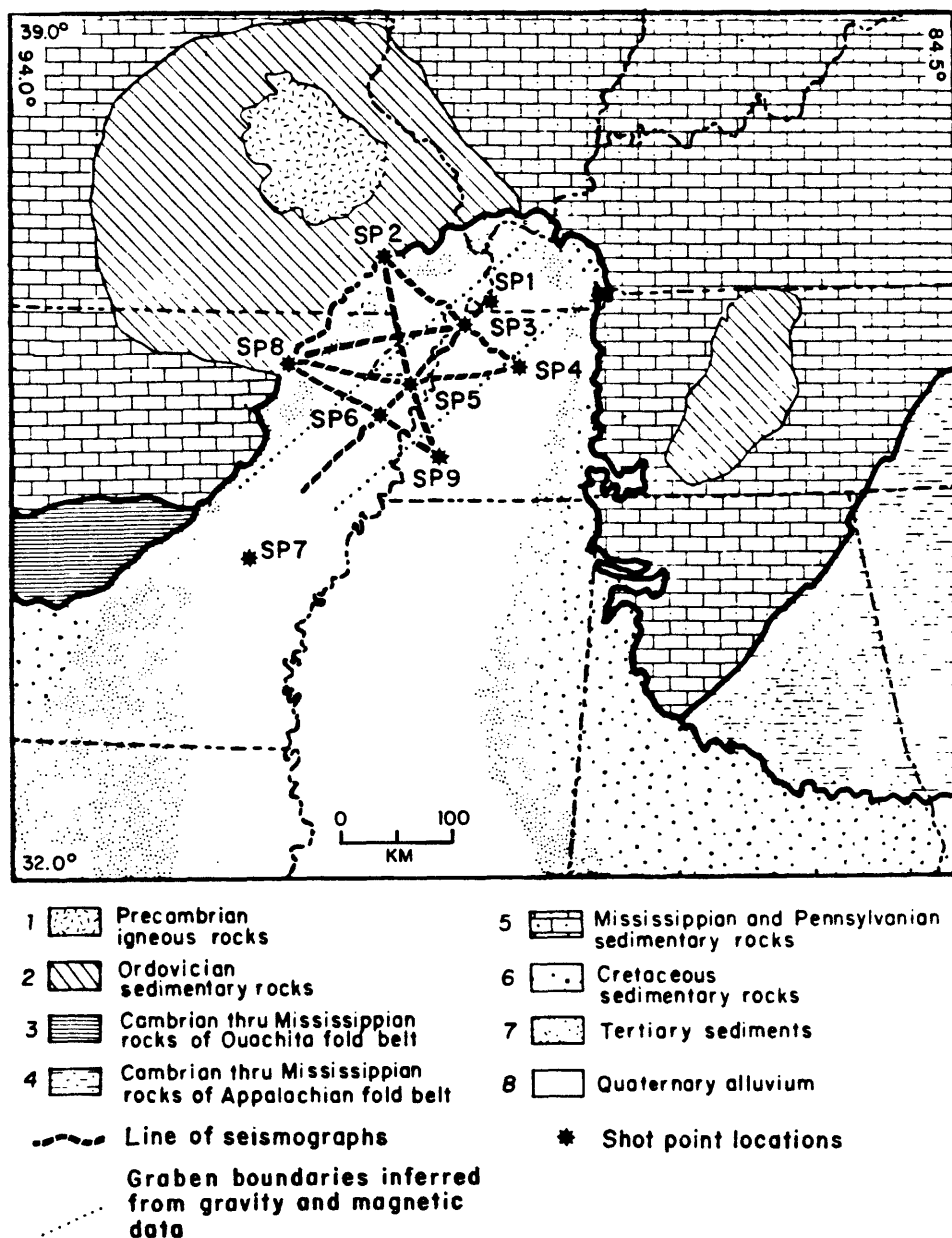 39.0°
94.0°
84.5°
SP2
SP1
SP3
SP8
SP4
SP6
SP5
SP9
SP7
0 100
KM
32.0°
1 Precambrian
igneous rocks
2 Ordovician
sedimentary rocks
3 Cambrian thru Mississippian
rocks of Ouachita fold belt
4 Cambrian thru Mississippian
rocks of Appalachian fold belt
Line of seismographs
Graben boundaries inferred
from gravity and magnetic
data
5 Mississippian and Pennsylvanian
sedimentary rocks
6 Cretaceous
sedimentary rocks
7 Tertiary sediments
8 Quaternary alluvium
Shot point locations